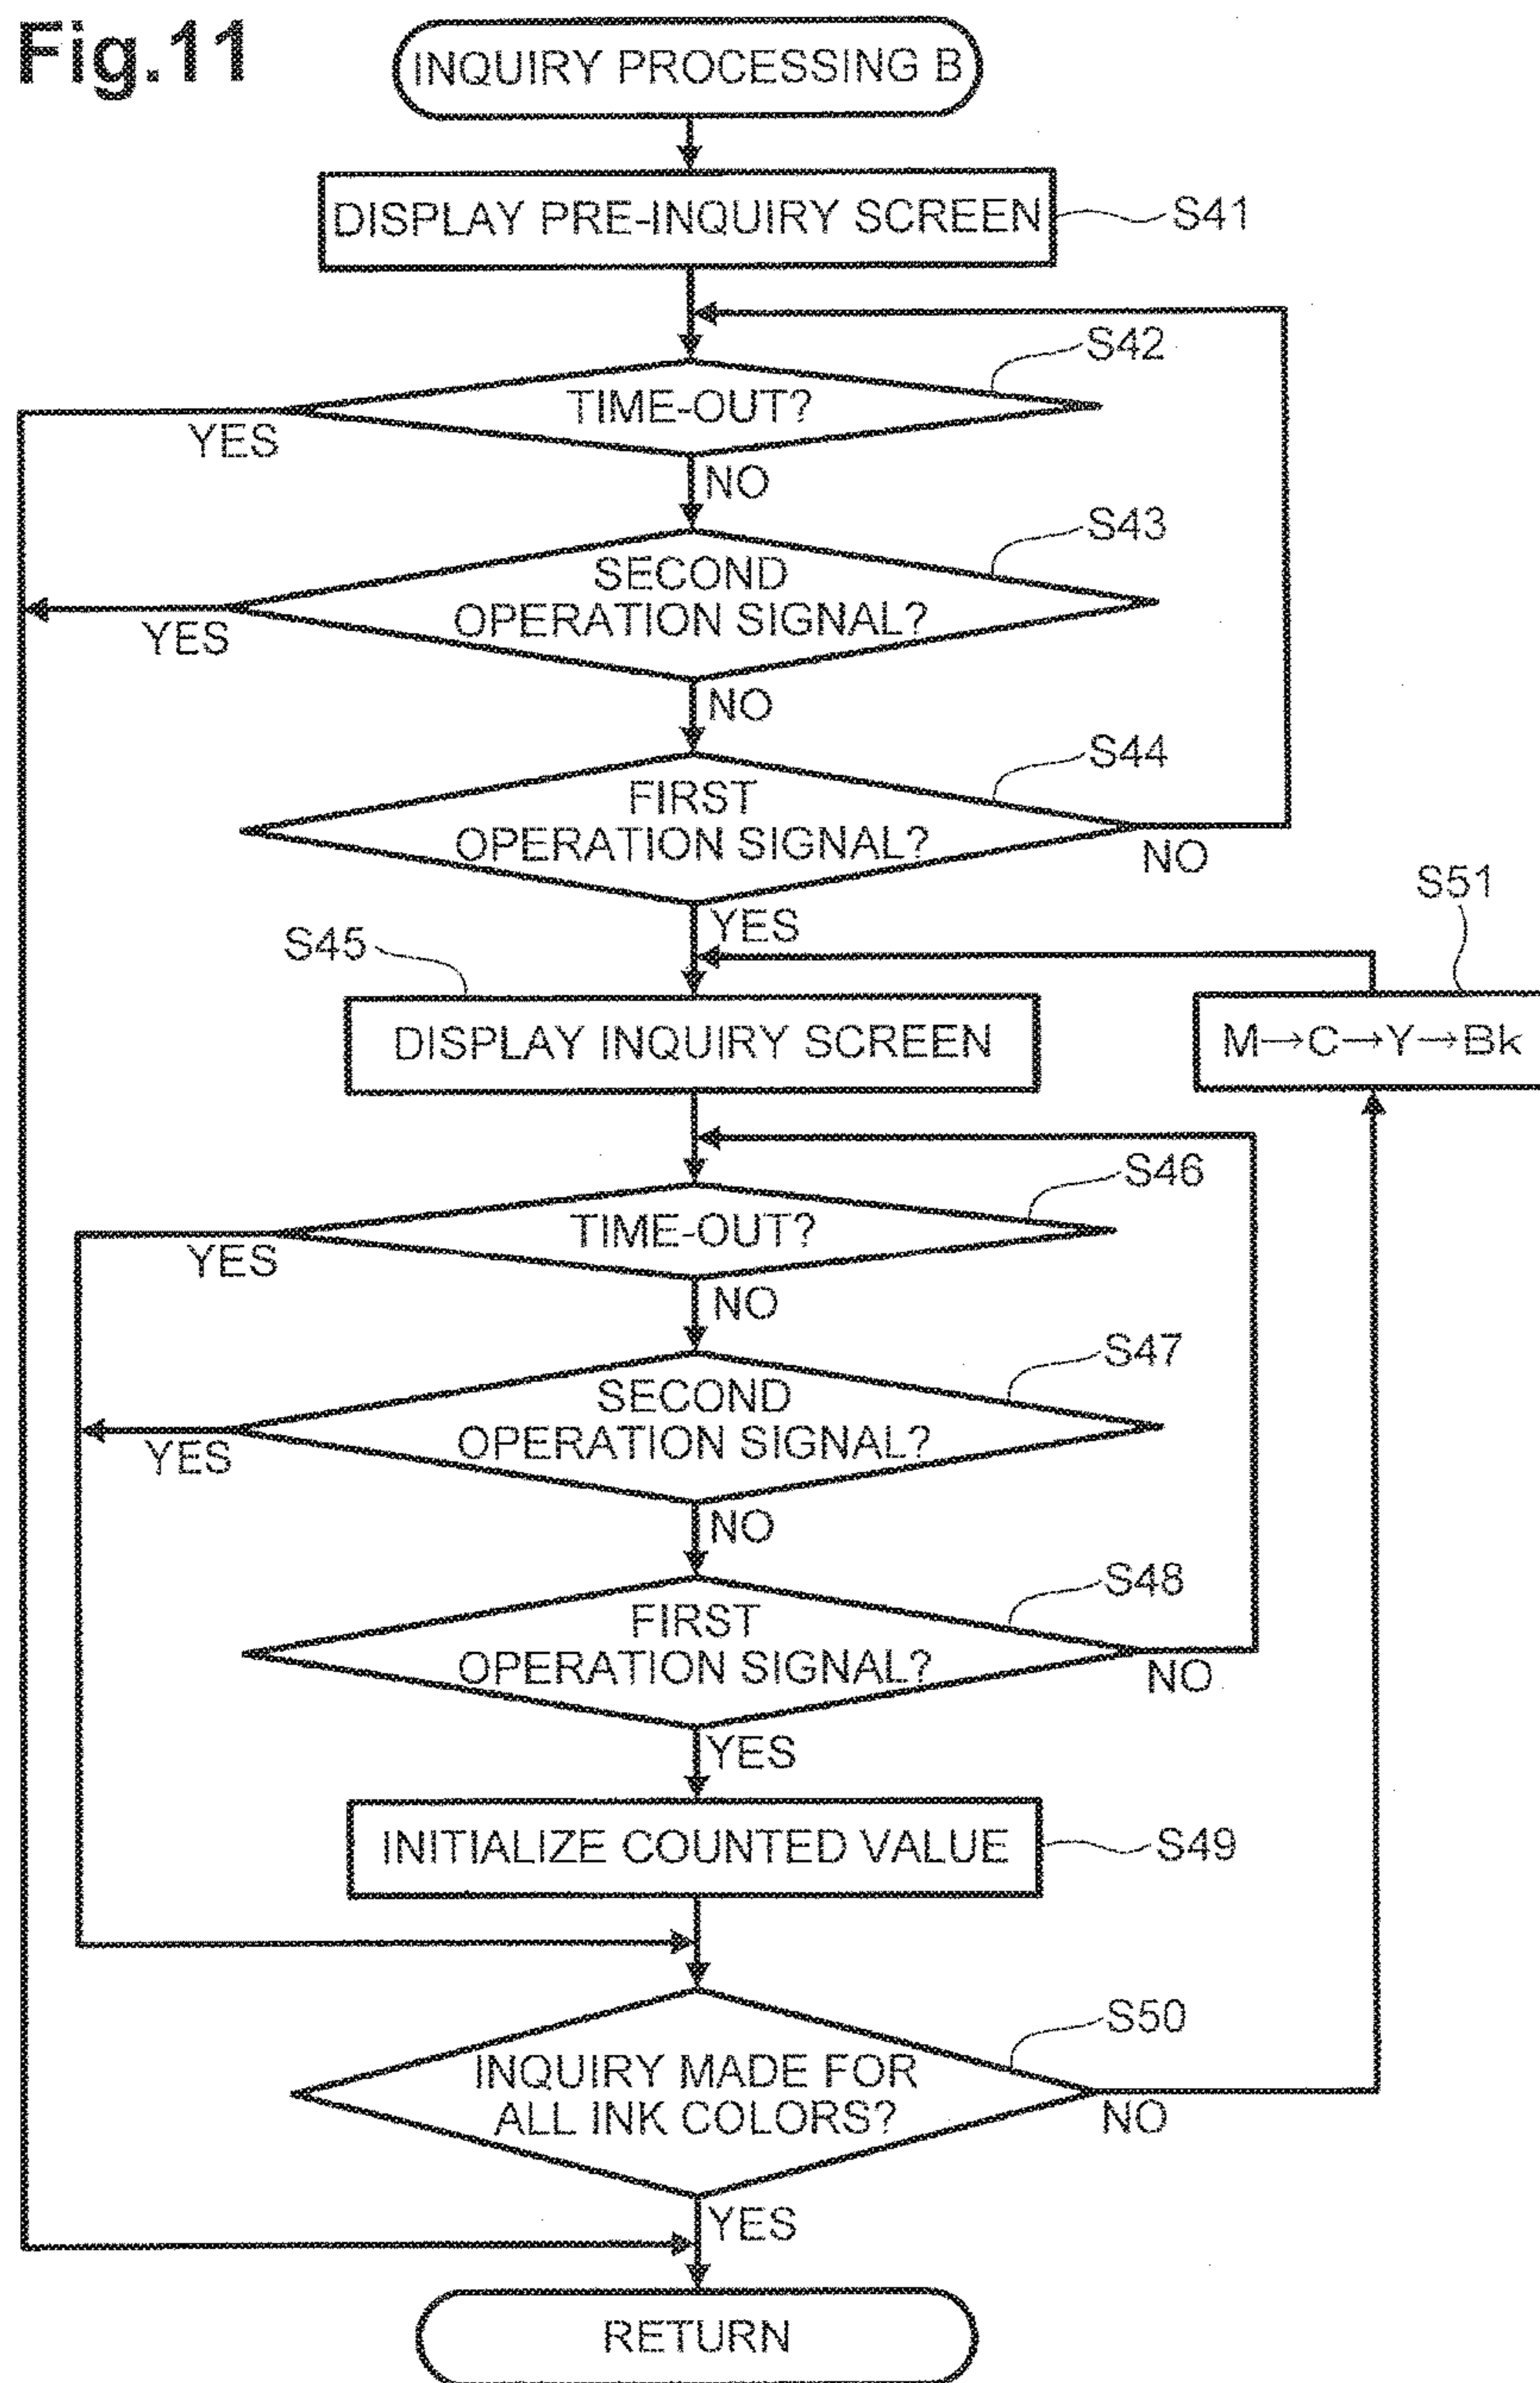 Fig.11
INQUIRY PROCESSING B
DISPLAY PRE-INQUIRY SCREEN
S41
S42
TIME-OUT?
YES
NO
S43
SECOND
OPERATION SIGNAL?
YES
NO
S44
FIRST
OPERATION SIGNAL?
NO
YES
S51
S45
DISPLAY INQUIRY SCREEN
M→C→Y→Bk
S46
TIME-OUT?
YES
NO
S47
SECOND
OPERATION SIGNAL?
YES
NO
S48
FIRST
OPERATION SIGNAL?
NO
YES
INITIALIZE COUNTED VALUE
S49
S50
INQUIRY MADE FOR
ALL INK COLORS?
NO
YES
RETURN